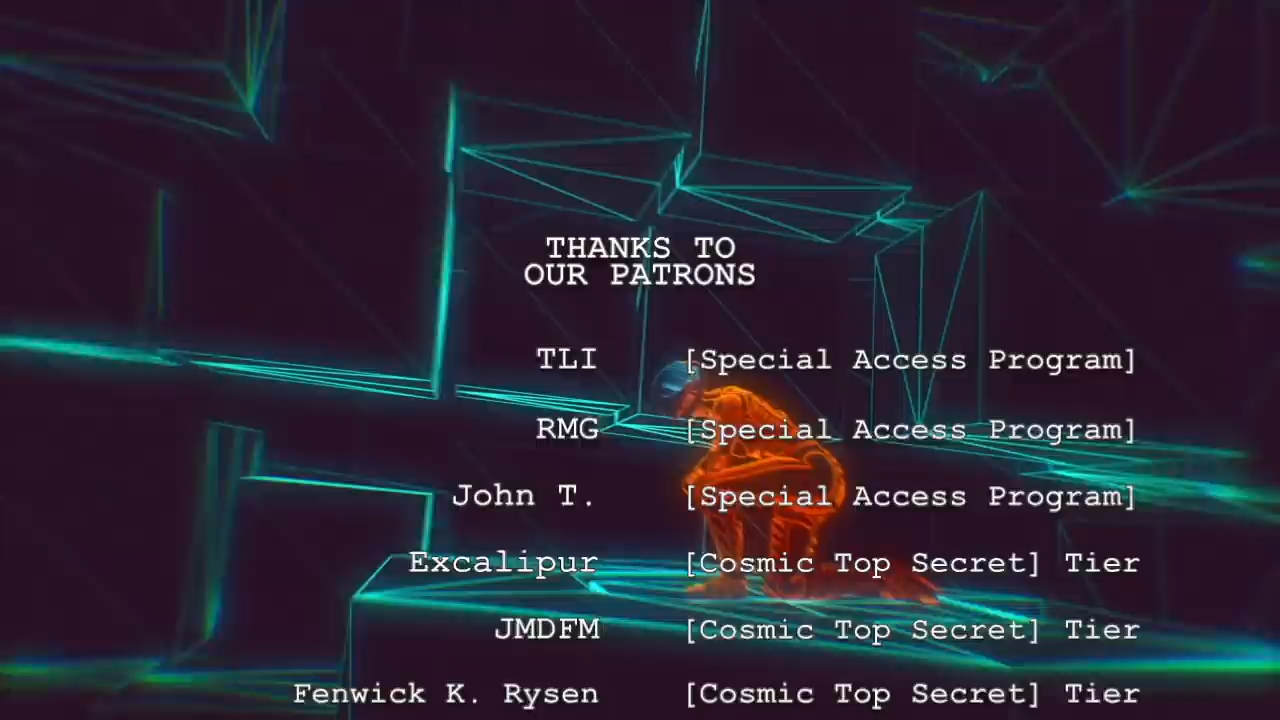 THANKS TO
OUR PATRONS
TLI [Special Access Program]
RMG [Special Access Program]
John T. [Special Access Program]
Excalipur [Cosmic Top Secret] Tier
JMDFM [Cosmic Top Secret] Tier
Fenwick K. Rysen [Cosmic Top Secret] Tier